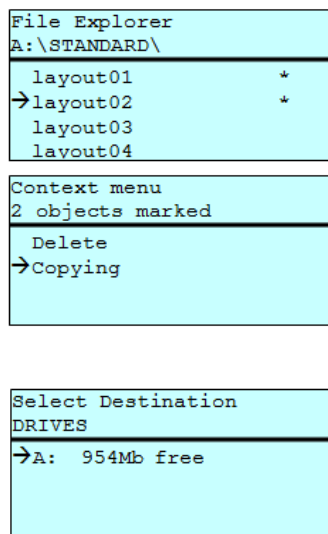 File Explorer
A:\STANDARD\
layout01 *
→layout02 *
layout03
layout04
Context menu
2 objects marked
Delete
→Copying
Select Destination
DRIVES
→A: 954Mb free